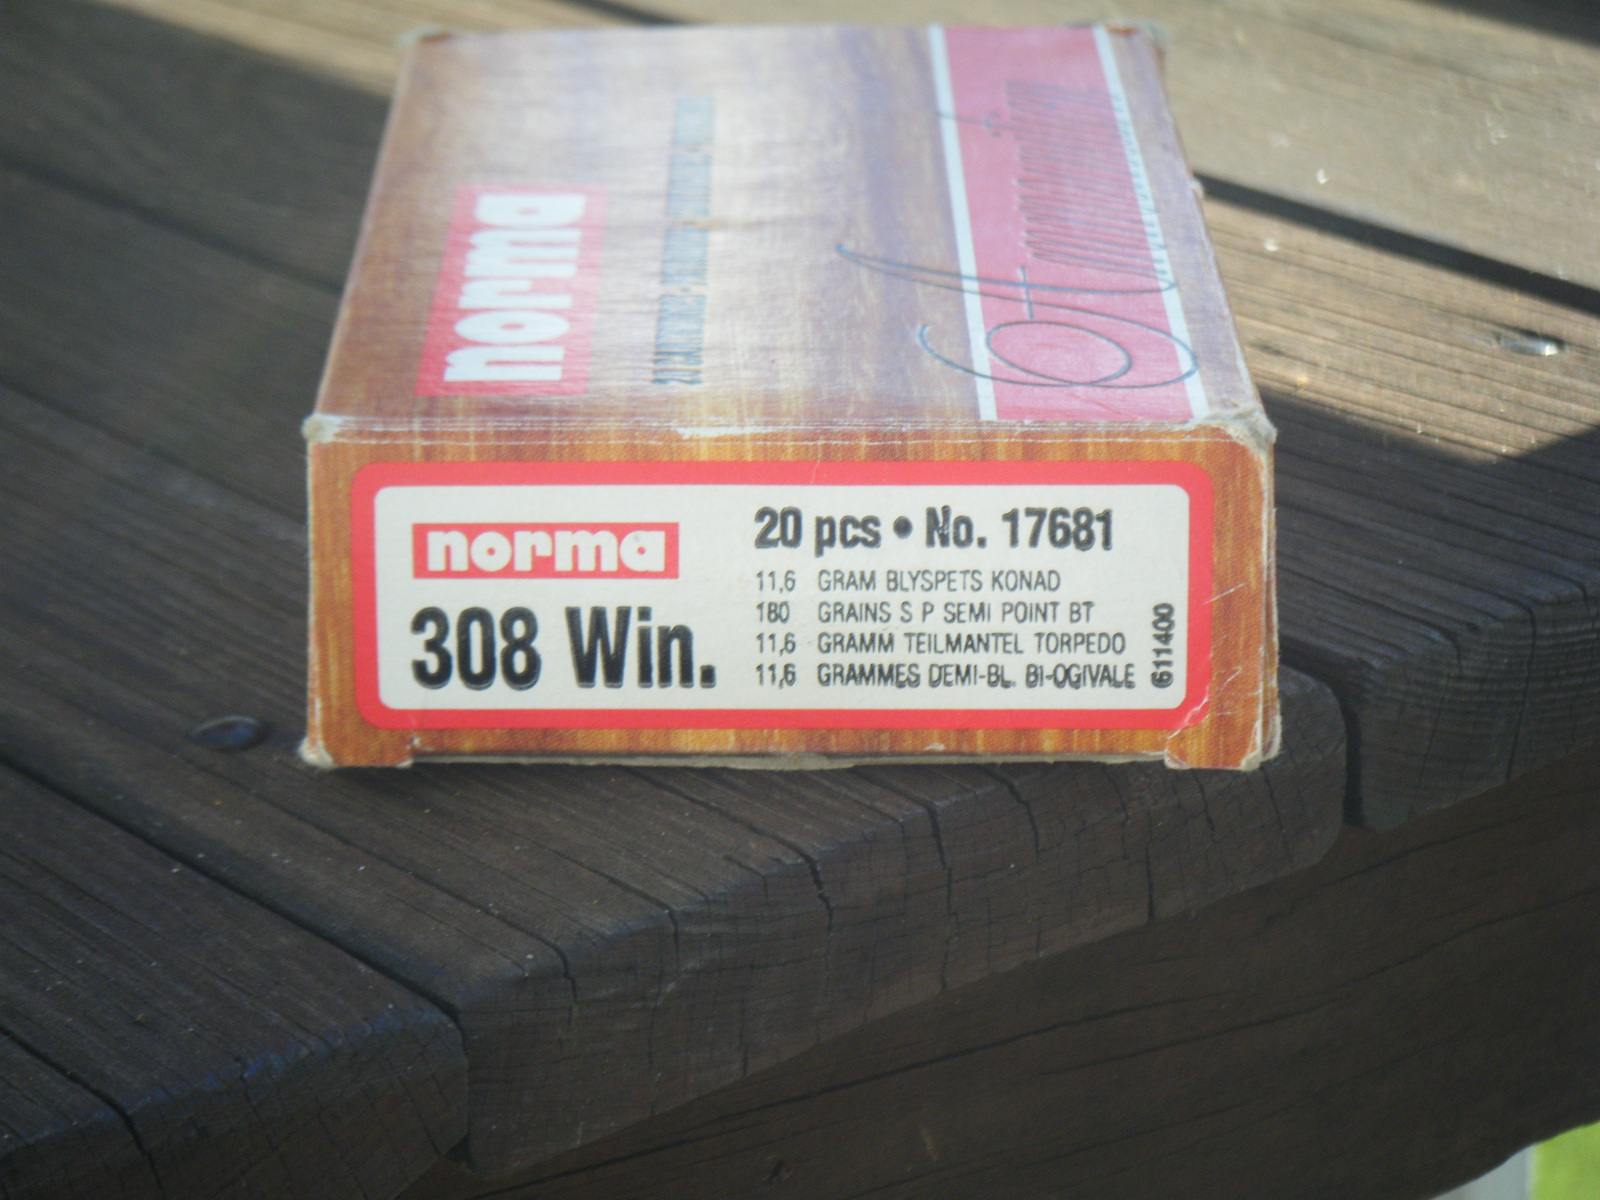 norma
Ammunition
norma
308 Win.
20 pcs • No. 17681
11,6 GRAM BLYSPETS KONAD
180 GRAINS S P SEMI POINT BT
11,6 GRAMM TEILMANTEL TORPEDO
11,6 GRAMMES DEMI-BL. BI-OGIVALE
611400